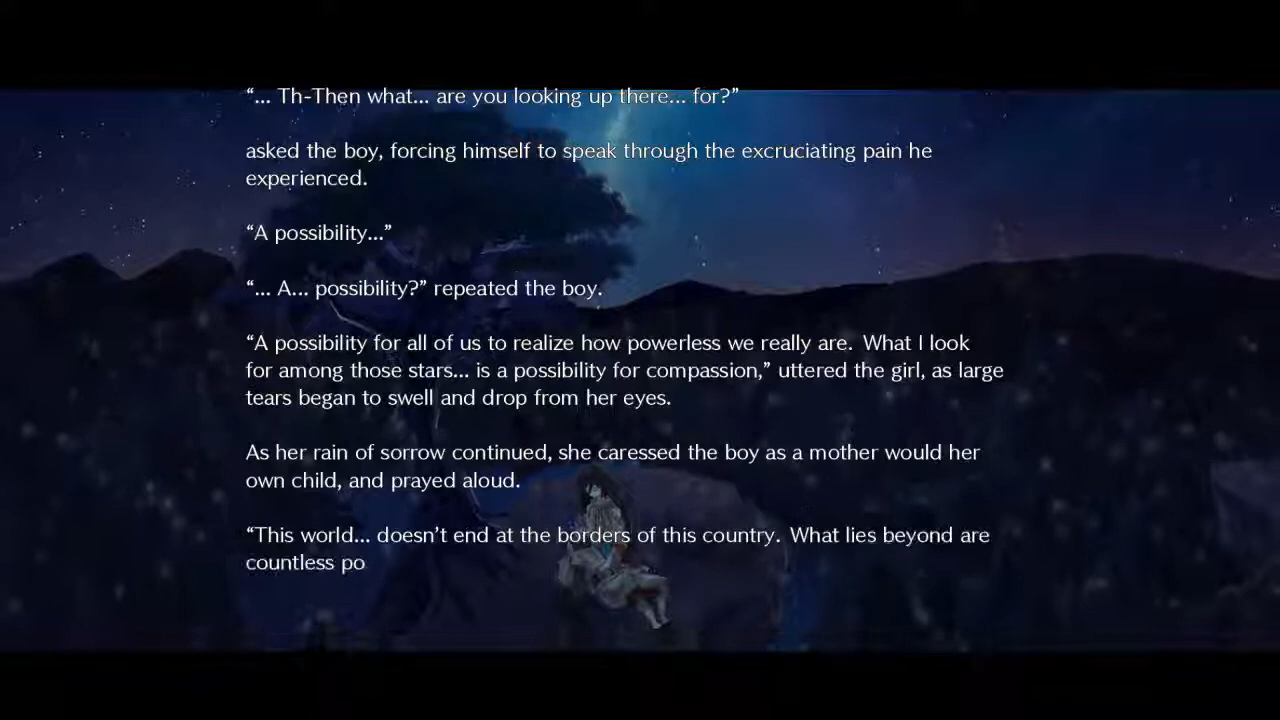 “... Th-Then what... are you looking up there... for?”
asked the boy, forcing himself to speak through the excruciating pain he
experienced.
“A possibility...”
“... A... possibility?” repeated the boy.
“A possibility for all of us to realize how powerless we really are. What I look
for among those stars... is a possibility for compassion,” uttered the girl, as large
tears began to swell and drop from her eyes.
As her rain of sorrow continued, she caressed the boy as a mother would her
own child, and prayed aloud.
“This world... doesn’t end at the borders of this country. What lies beyond are
countless po